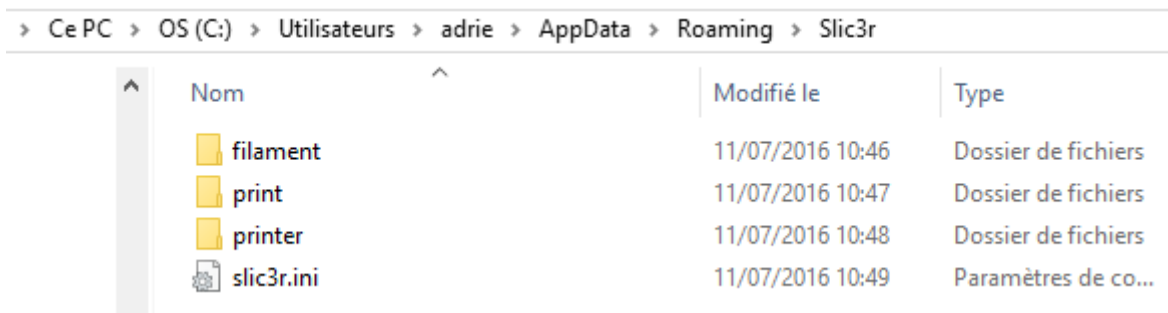 > Ce PC > OS (C:) > Utilisateurs > adrie > AppData > Roaming > Slic3r
Nom Modifié le Type
filament 11/07/2016 10:46 Dossier de fichiers
print 11/07/2016 10:47 Dossier de fichiers
printer 11/07/2016 10:48 Dossier de fichiers
slic3r.ini 11/07/2016 10:49 Paramètres de co...